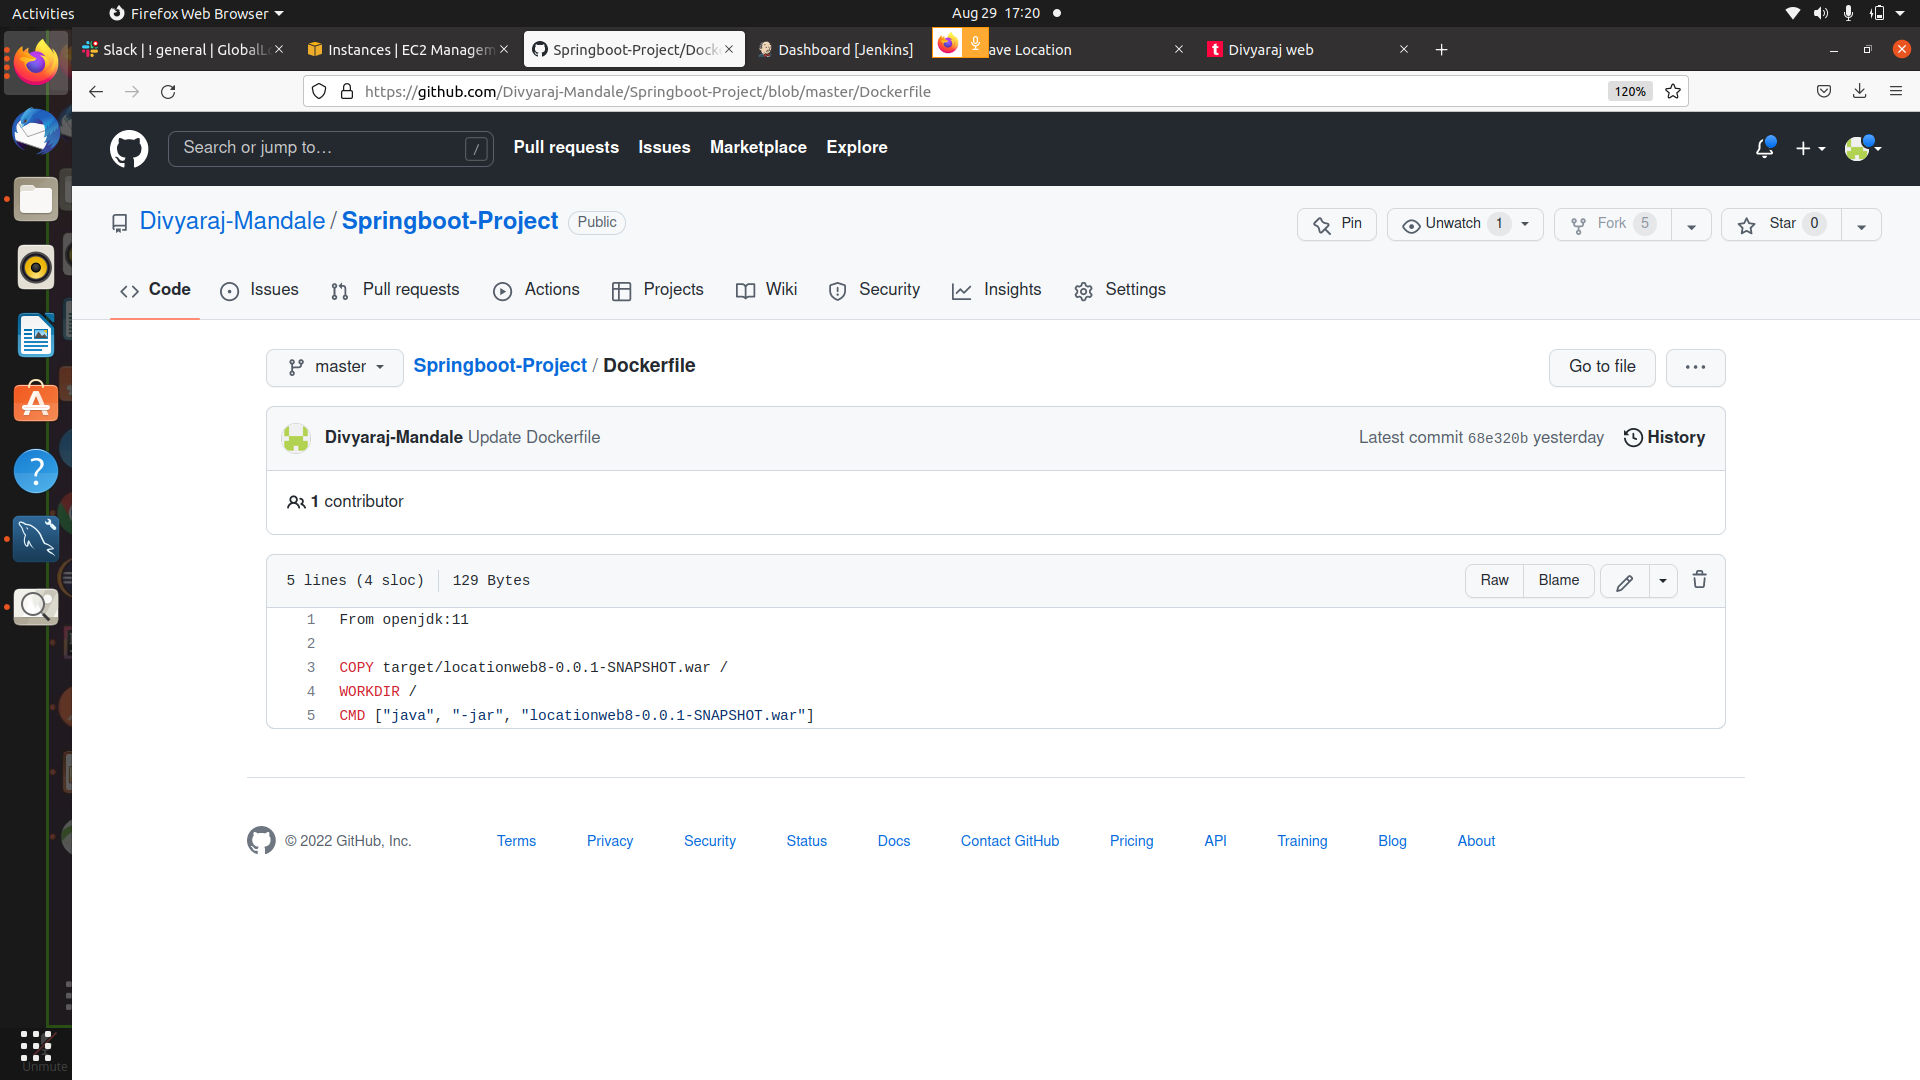 Activities Firefox Web Browser Aug 29 17:20
Slack | ! general | GlobalL Instances | EC2 Managem Springboot-Project/Dock Dashboard [Jenkins] ave Location Divyaraj web
https://github.com/Divyaraj-Mandale/Springboot-Project/blob/master/Dockerfile 120%
Search or jump to… / Pull requests Issues Marketplace Explore
Divyaraj-Mandale / Springboot-Project Public Pin Unwatch 1 Fork 5 Star 0
Code Issues Pull requests Actions Projects Wiki Security Insights Settings
master Springboot-Project / Dockerfile Go to file
Divyaraj-Mandale Update Dockerfile Latest commit 68e320b yesterday History
1 contributor
5 lines (4 sloc) 129 Bytes Raw Blame
1 From openjdk:11
2
3 COPY target/locationweb8-0.0.1-SNAPSHOT.war /
4 WORKDIR /
5 CMD ["java", "-jar", "locationweb8-0.0.1-SNAPSHOT.war"]
© 2022 GitHub, Inc. Terms Privacy Security Status Docs Contact GitHub Pricing API Training Blog About
Unmute